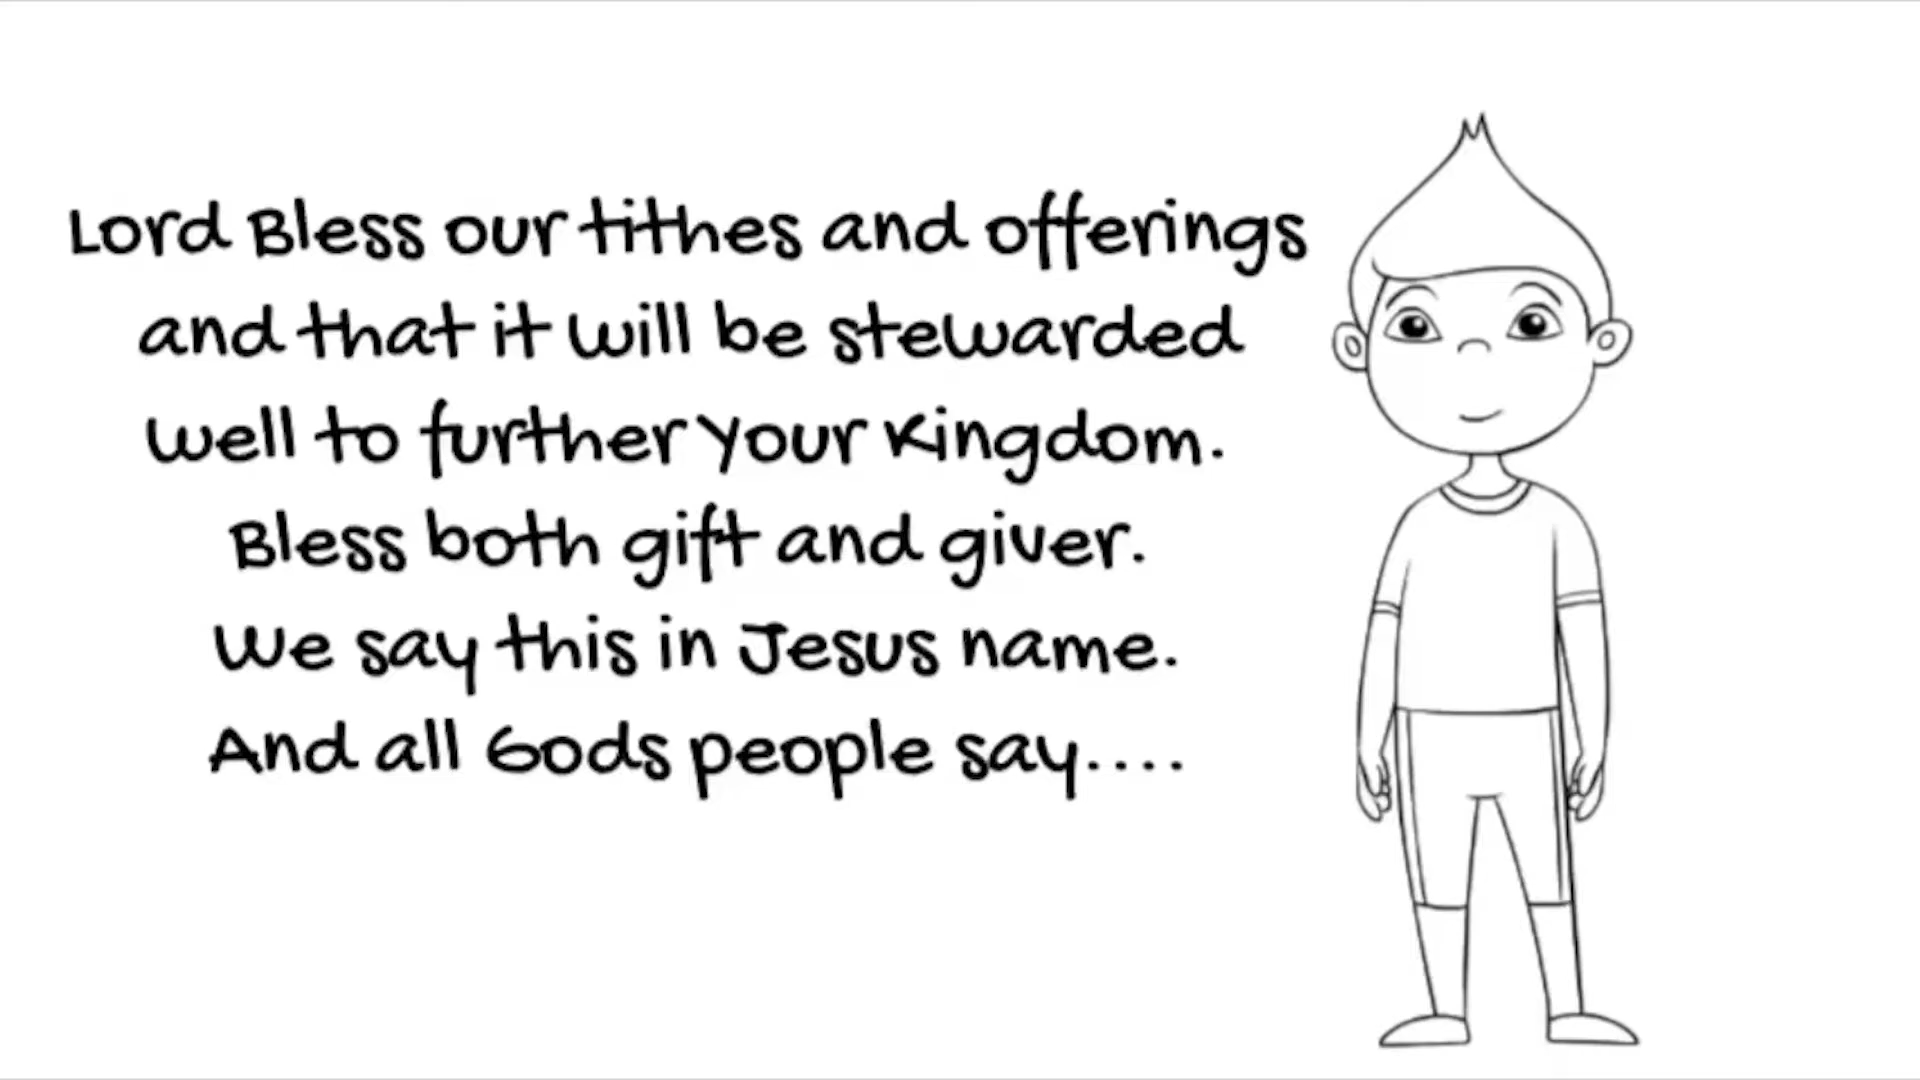 Lord Bless our tithes and offerings
and that it will be stewarded
well to further Your Kingdom.
Bless both gift and giver.
We say this in Jesus name.
And all Gods people say....